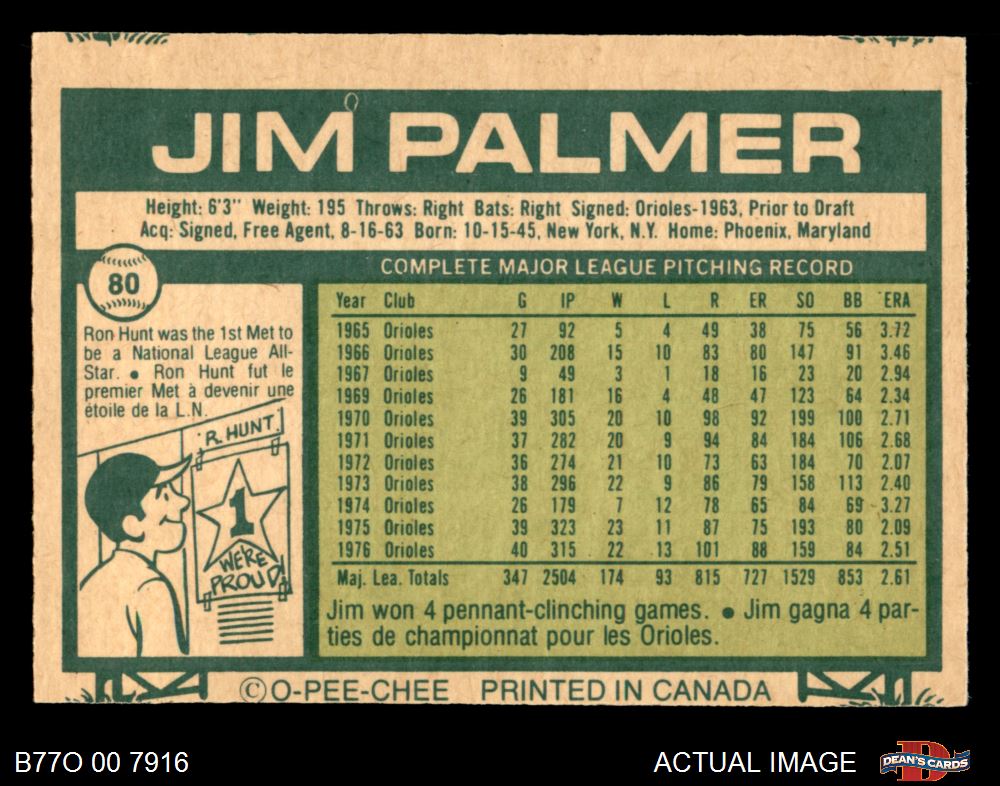 JIM PALMER
Height: 6'3" Weight: 195 Throws: Right Bats: Right Signed: Orioles-1963, Prior to Draft
Acq: Signed, Free Agent, 8-16-63 Born: 10-15-45, New York, N.Y. Home: Phoenix, Maryland
80
Ron Hunt was the 1st Met to
be a National League All-
Star. ● Ron Hunt fut le
premier Met à devenir une
étoile de la L.N.
R. HUNT.
1
WE'RE
PROUD!
COMPLETE MAJOR LEAGUE PITCHING RECORD
Year Club G IP W L R ER SO BB ERA
1965 Orioles 27 92 5 4 49 38 75 56 3.72
1966 Orioles 30 208 15 10 83 80 147 91 3.46
1967 Orioles 9 49 3 1 18 16 23 20 2.94
1969 Orioles 26 181 16 4 48 47 123 64 2.34
1970 Orioles 39 305 20 10 98 92 199 100 2.71
1971 Orioles 37 282 20 9 94 84 184 106 2.68
1972 Orioles 36 274 21 10 73 63 184 70 2.07
1973 Orioles 38 296 22 9 86 79 158 113 2.40
1974 Orioles 26 179 7 12 78 65 84 69 3.27
1975 Orioles 39 323 23 11 87 75 193 80 2.09
1976 Orioles 40 315 22 13 101 88 159 84 2.51
Maj. Lea. Totals 347 2504 174 93 815 727 1529 853 2.61
Jim won 4 pennant-clinching games. ● Jim gagna 4 par-
ties de championnat pour les Orioles.
© O-PEE-CHEE PRINTED IN CANADA
B77O 00 7916
ACTUAL IMAGE
DEAN'S CARDS